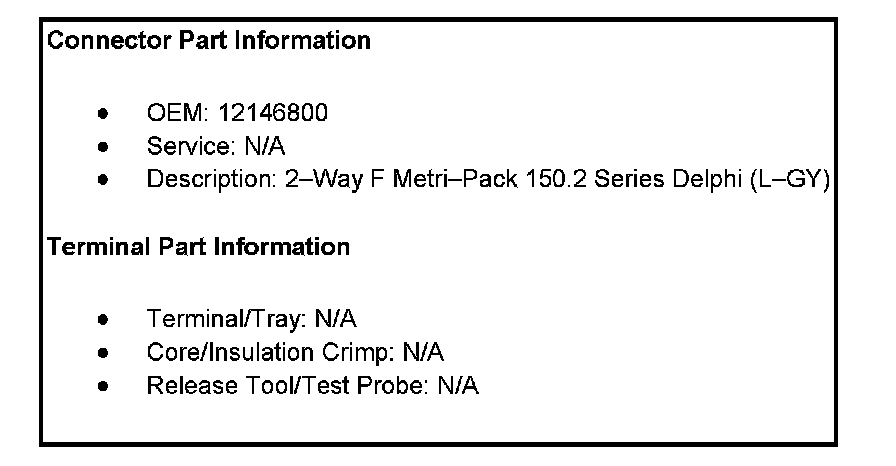 Connector Part Information
● OEM: 12146800
● Service: N/A
● Description: 2–Way F Metri–Pack 150.2 Series Delphi (L–GY)
Terminal Part Information
● Terminal/Tray: N/A
● Core/Insulation Crimp: N/A
● Release Tool/Test Probe: N/A